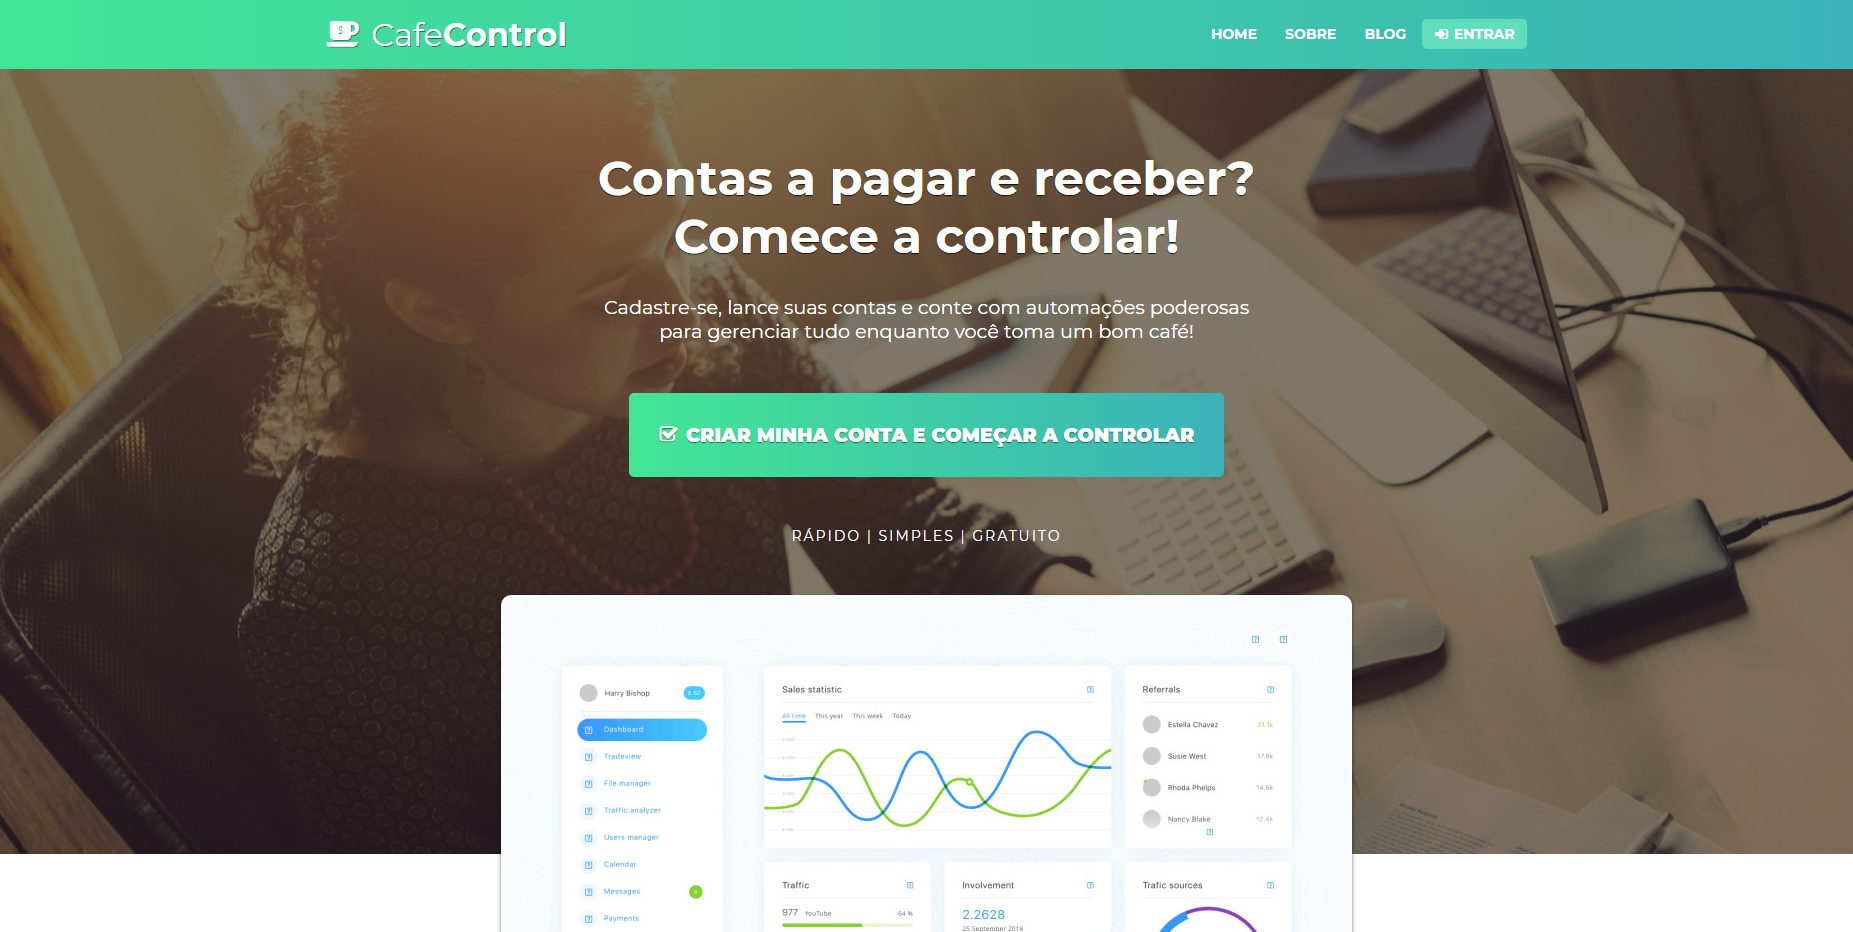 CafeControl
HOME SOBRE BLOG ENTRAR
Contas a pagar e receber?
Comece a controlar!
Cadastre-se, lance suas contas e conte com automações poderosas
para gerenciar tudo enquanto você toma um bom café!
CRIAR MINHA CONTA E COMEÇAR A CONTROLAR
RÁPIDO | SIMPLES | GRATUITO
Harry Bishop $ 52
Dashboard
Tradeview
File manager
Traffic analyzer
Users manager
Calendar
Messages
Payments
Sales statistic
All time This year This week Today
Referrals
Estella Chavez 21.1k
Susie West 17.6k
Rhoda Phelps 14.5k
Nancy Blake 12.4k
Traffic
977 YouTube 64 %
Involvement
2.2628
25 September 2018
Trafic sources